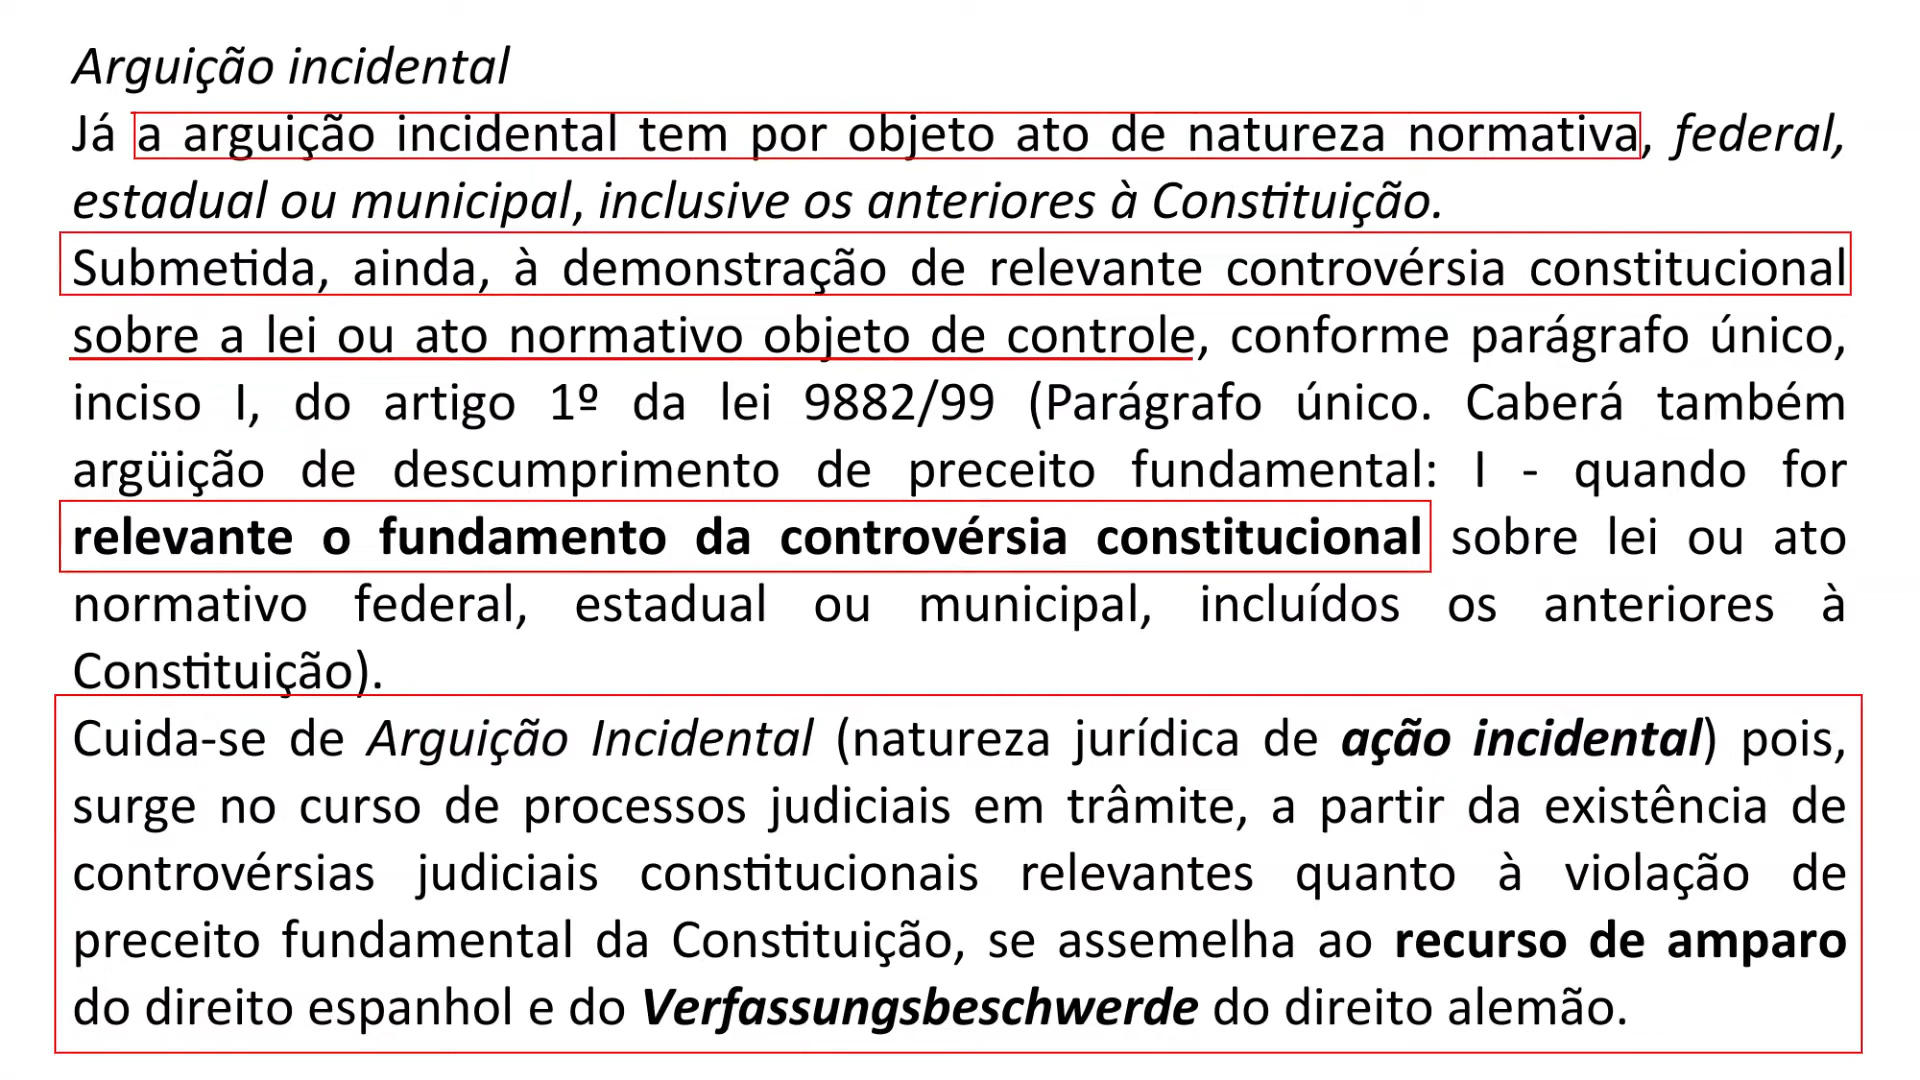 Arguição incidental
Já a arguição incidental tem por objeto ato de natureza normativa, federal,
estadual ou municipal, inclusive os anteriores à Constituição.
Submetida, ainda, à demonstração de relevante controvérsia constitucional
sobre a lei ou ato normativo objeto de controle, conforme parágrafo único,
inciso I, do artigo 1º da lei 9882/99 (Parágrafo único. Caberá também
argüição de descumprimento de preceito fundamental: I - quando for
relevante o fundamento da controvérsia constitucional sobre lei ou ato
normativo federal, estadual ou municipal, incluídos os anteriores à
Constituição).
Cuida-se de Arguição Incidental (natureza jurídica de ação incidental) pois,
surge no curso de processos judiciais em trâmite, a partir da existência de
controvérsias judiciais constitucionais relevantes quanto à violação de
preceito fundamental da Constituição, se assemelha ao recurso de amparo
do direito espanhol e do Verfassungsbeschwerde do direito alemão.